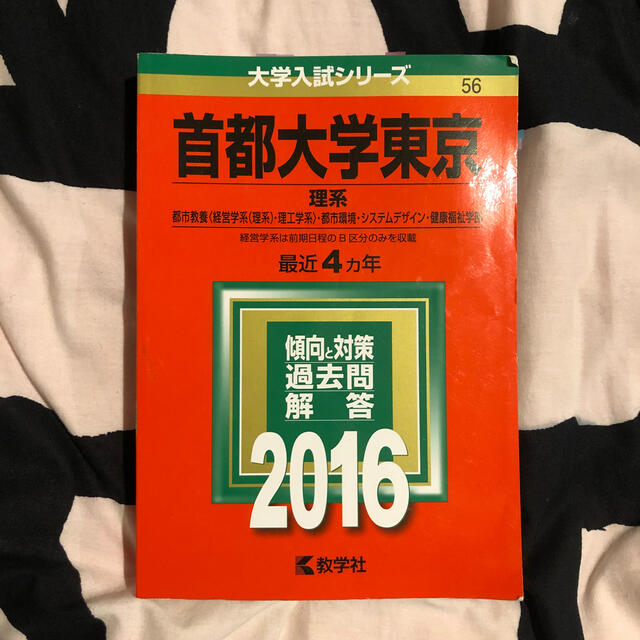 大学入試シリーズ
56
首都大学東京
理系
都市教養〈経営学系(理系)・理工学系〉・都市環境・システムデザイン・健康福祉学部
経営学系は前期日程のB区分のみを収載
最近4カ年
傾向と対策
過去問
解答
2016
教学社